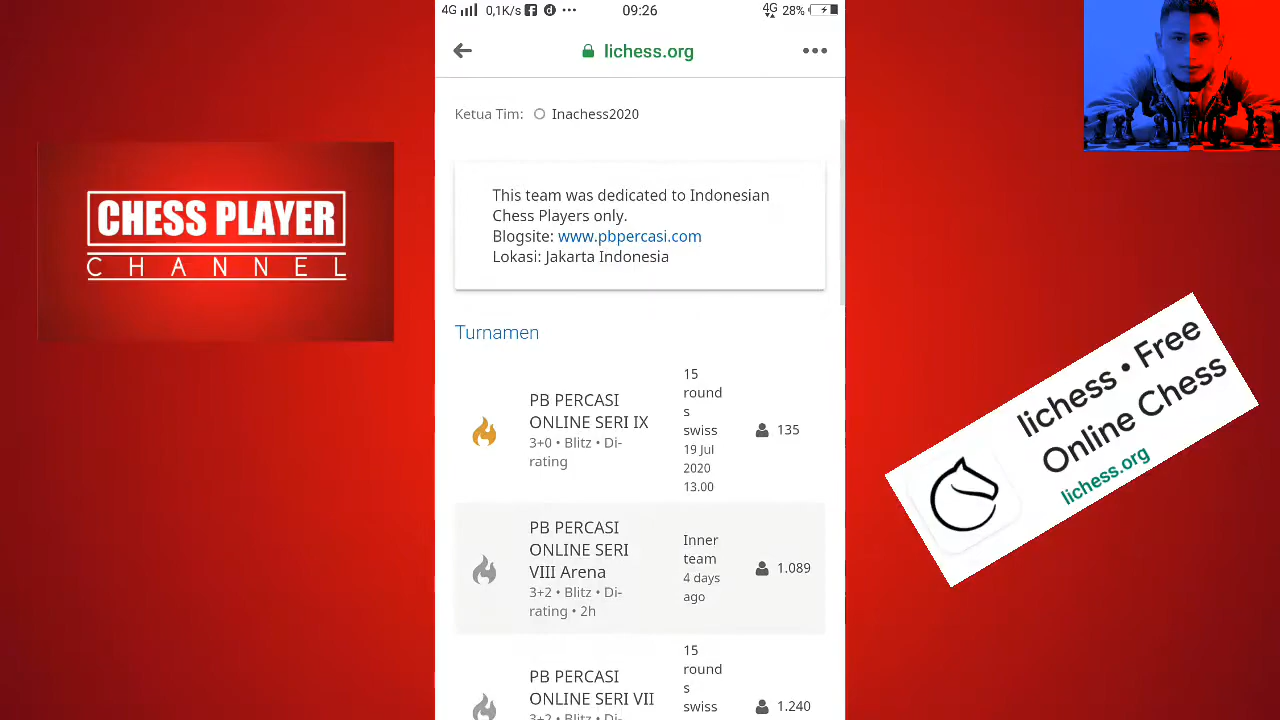 4G 0,1K/s 09:26 4G 28%
lichess.org
Ketua Tim: Inachess2020
This team was dedicated to Indonesian
Chess Players only.
Blogsite: www.pbpercasi.com
Lokasi: Jakarta Indonesia
Turnamen
PB PERCASI
ONLINE SERI IX
3+0 • Blitz • Di-
rating
15
round
s
swiss
19 Jul
2020
13.00
135
PB PERCASI
ONLINE SERI
VIII Arena
3+2 • Blitz • Di-
rating • 2h
Inner
team
4 days
ago
1.089
PB PERCASI
ONLINE SERI VII
3+2 • Blitz • Di-
15
round
s
swiss
1.240
CHESS PLAYER
CHANNEL
lichess • Free
Online Chess
lichess.org